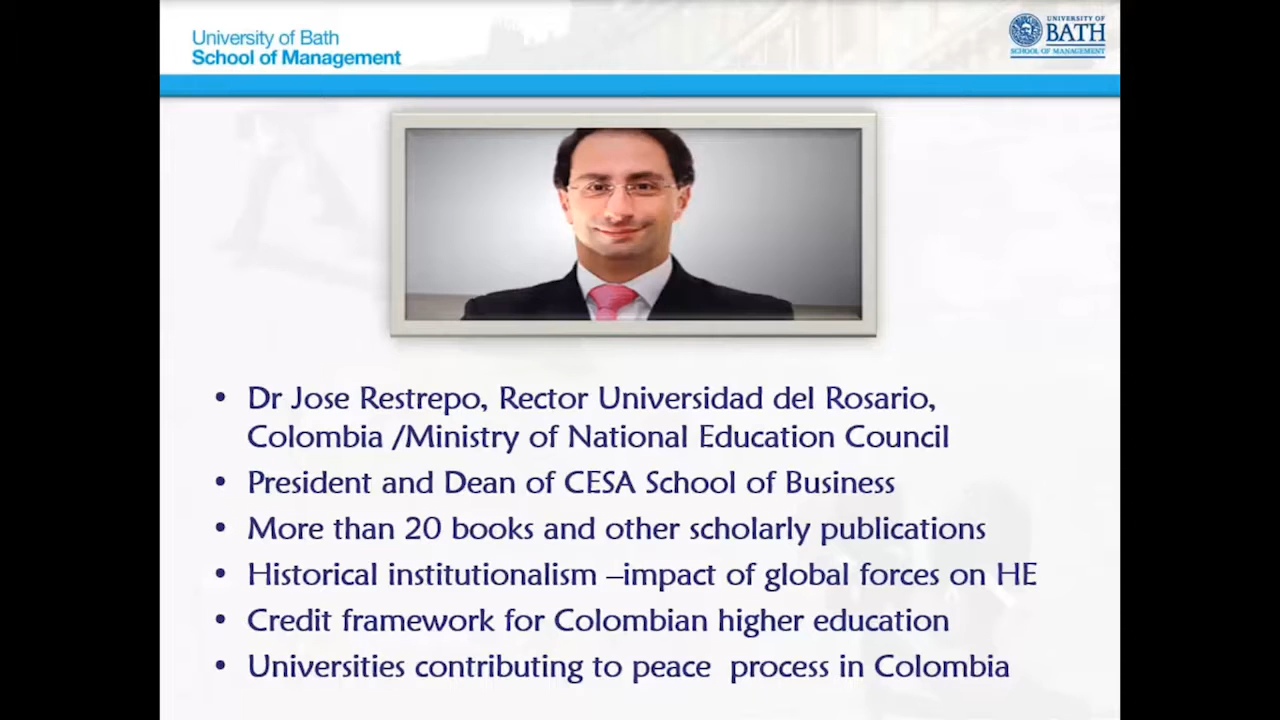 University of Bath
School of Management
UNIVERSITY OF
BATH
SCHOOL OF MANAGEMENT
• Dr Jose Restrepo, Rector Universidad del Rosario,
Colombia /Ministry of National Education Council
• President and Dean of CESA School of Business
• More than 20 books and other scholarly publications
• Historical institutionalism –impact of global forces on HE
• Credit framework for Colombian higher education
• Universities contributing to peace  process in Colombia